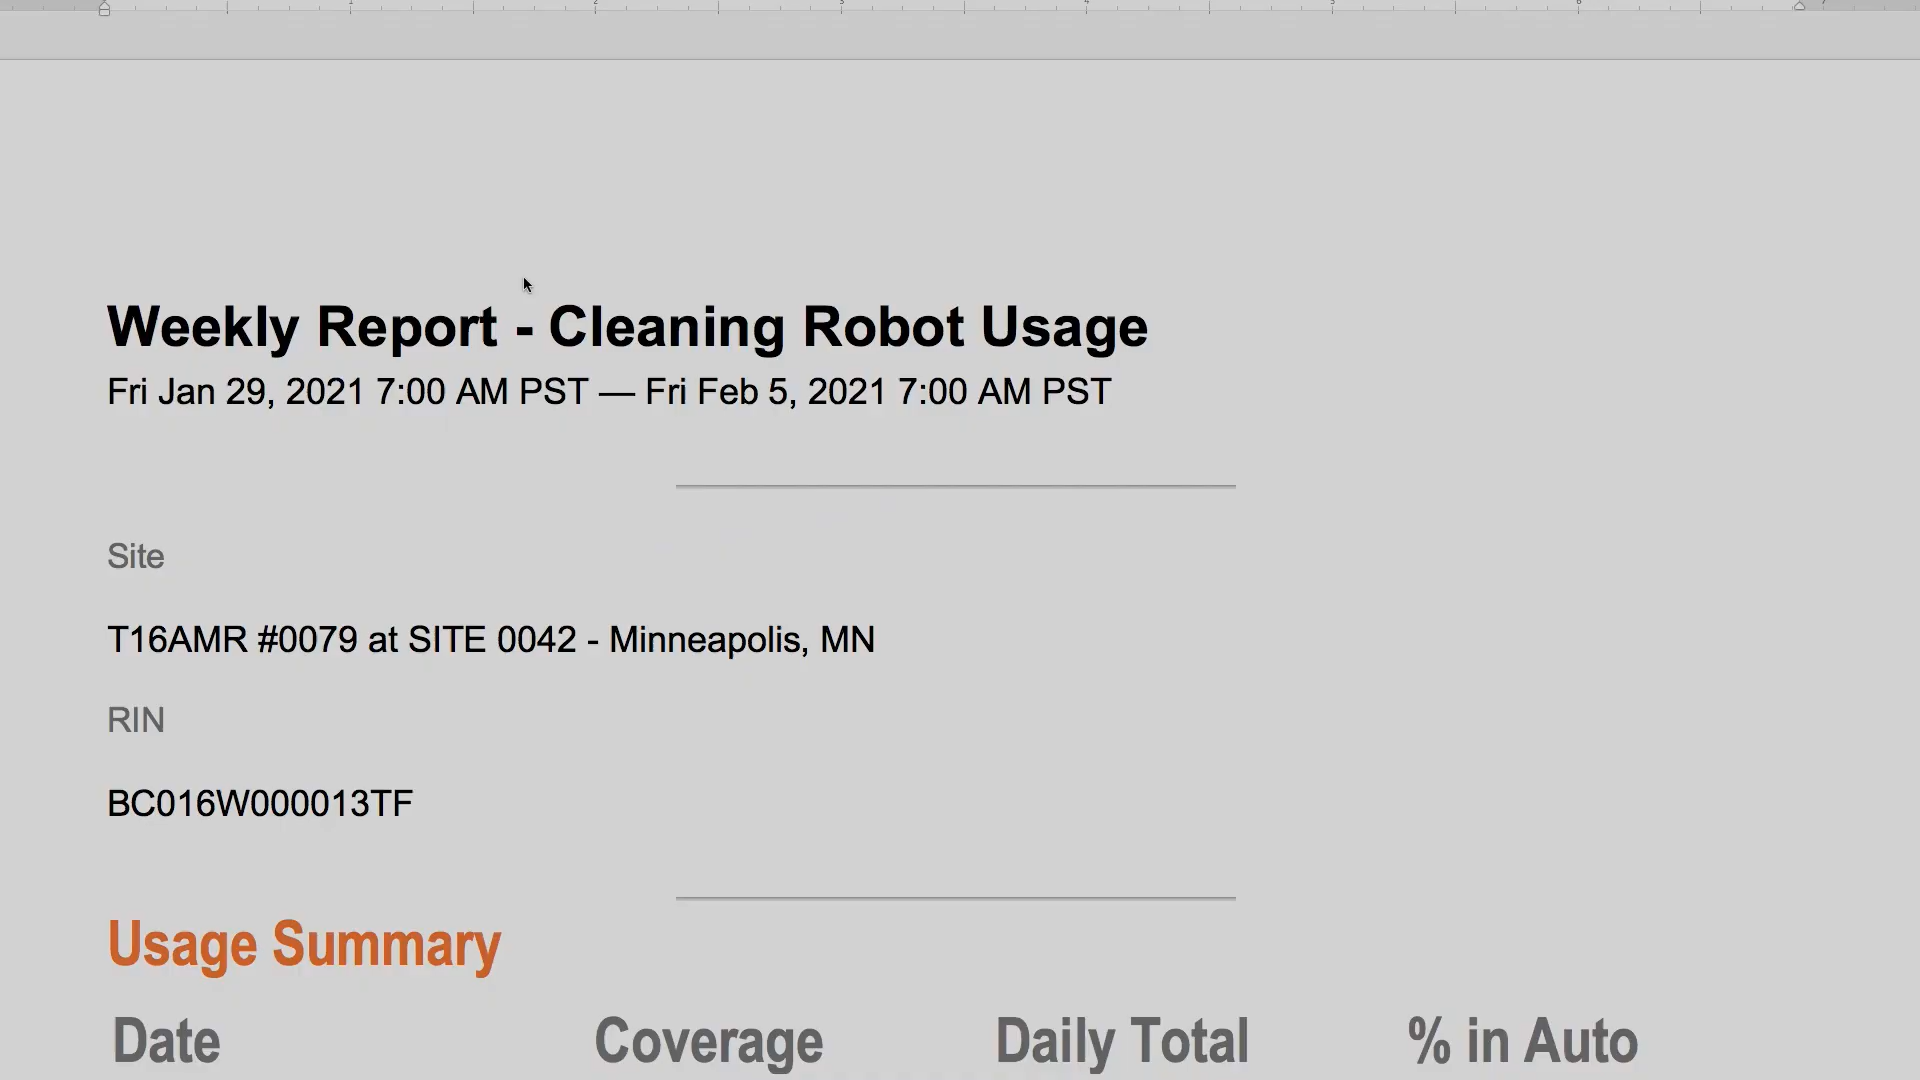 Weekly Report - Cleaning Robot Usage
Fri Jan 29, 2021 7:00 AM PST — Fri Feb 5, 2021 7:00 AM PST
Site
T16AMR #0079 at SITE 0042 - Minneapolis, MN
RIN
BC016W000013TF
Usage Summary
Date Coverage Daily Total % in Auto